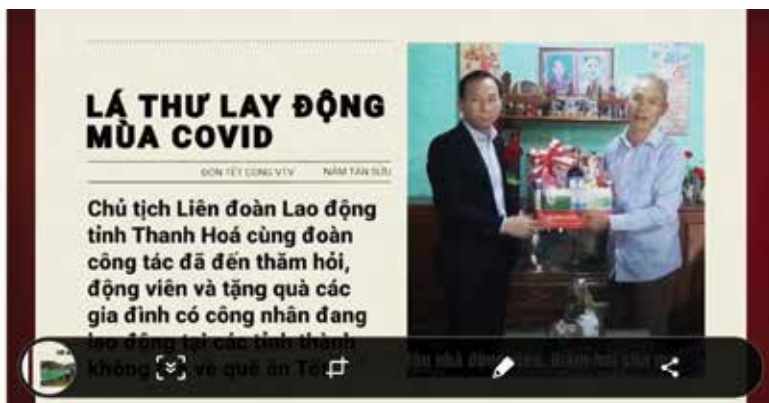 LÁ THƯ LAY ĐỘNG
MÙA COVID
ĐÓN TẾT CÙNG VTV NĂM TÂN SỬU
Chủ tịch Liên đoàn Lao động
tỉnh Thanh Hoá cùng đoàn
công tác đã đến thăm hỏi,
động viên và tặng quà các
gia đình có công nhân đang
lao động tại các tỉnh thành
không về quê ăn